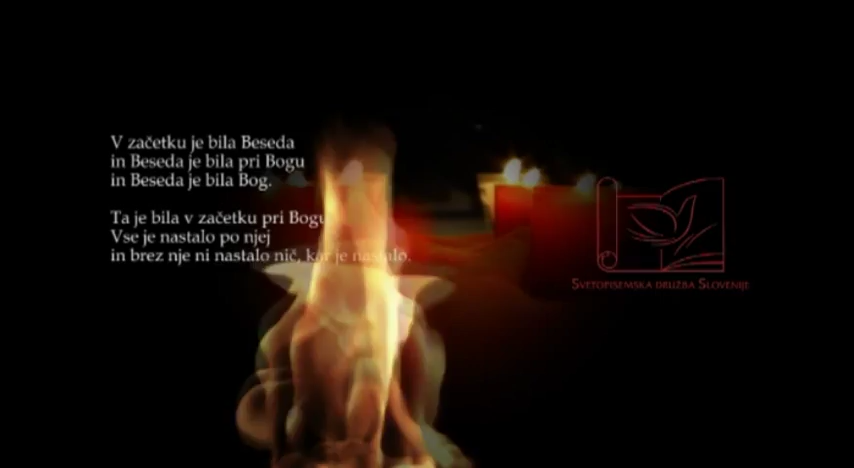 V začetku je bila Beseda
in Beseda je bila pri Bogu
in Beseda je bila Bog.
Ta je bila v začetku pri Bogu
Vse je nastalo po njej
in brez nje ni nastalo nič, kar je nastalo.
Svetopisemska družba Slovenije